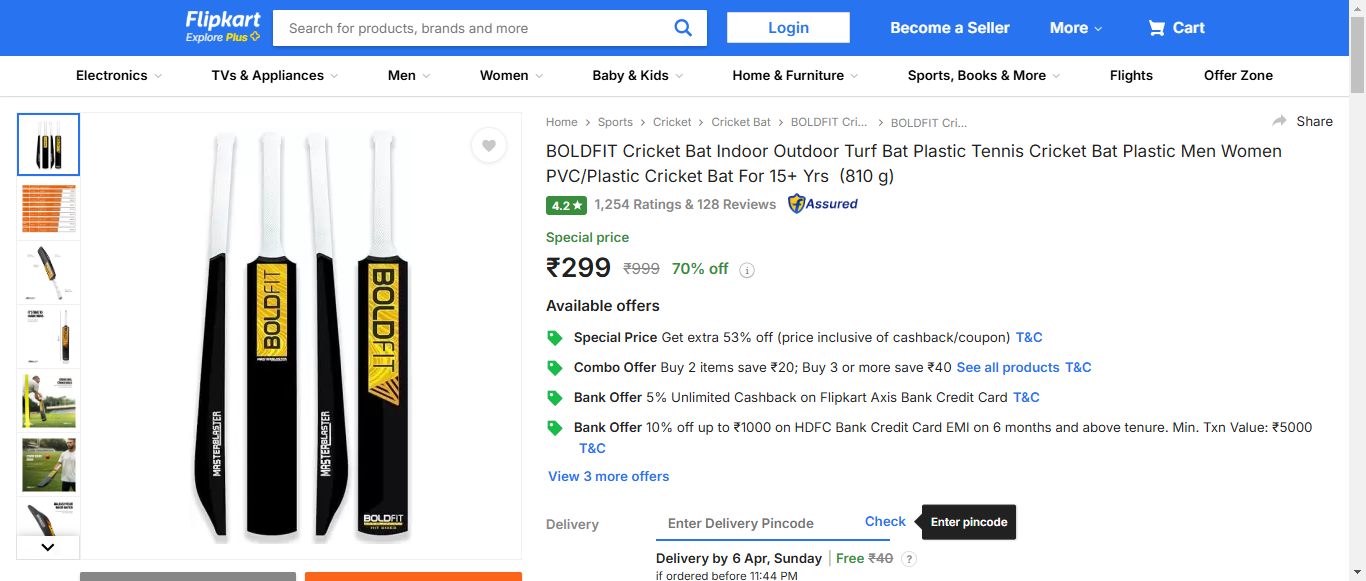 Flipkart
Explore Plus
Search for products, brands and more
Login
Become a Seller
More
Cart
Electronics
TVs & Appliances
Men
Women
Baby & Kids
Home & Furniture
Sports, Books & More
Flights
Offer Zone
Home
Sports
Cricket
Cricket Bat
BOLDFIT Cri...
BOLDFIT Cri...
Share
BOLDFIT Cricket Bat Indoor Outdoor Turf Bat Plastic Tennis Cricket Bat Plastic Men Women
PVC/Plastic Cricket Bat For 15+ Yrs (810 g)
4.2★
1,254 Ratings & 128 Reviews
Assured
Special price
₹299 ₹999 70% off
Available offers
Special Price Get extra 53% off (price inclusive of cashback/coupon) T&C
Combo Offer Buy 2 items save ₹20; Buy 3 or more save ₹40 See all products T&C
Bank Offer 5% Unlimited Cashback on Flipkart Axis Bank Credit Card T&C
Bank Offer 10% off up to ₹1000 on HDFC Bank Credit Card EMI on 6 months and above tenure. Min. Txn Value: ₹5000
T&C
View 3 more offers
Delivery
Enter Delivery Pincode
Check
Enter pincode
Delivery by 6 Apr, Sunday | Free ₹40 ?
if ordered before 11:44 PM
MASTERBLASTER
BOLDFIT
MASTERBLASTER
MASTERBLASTER
BOLDFIT
BOLDFIT